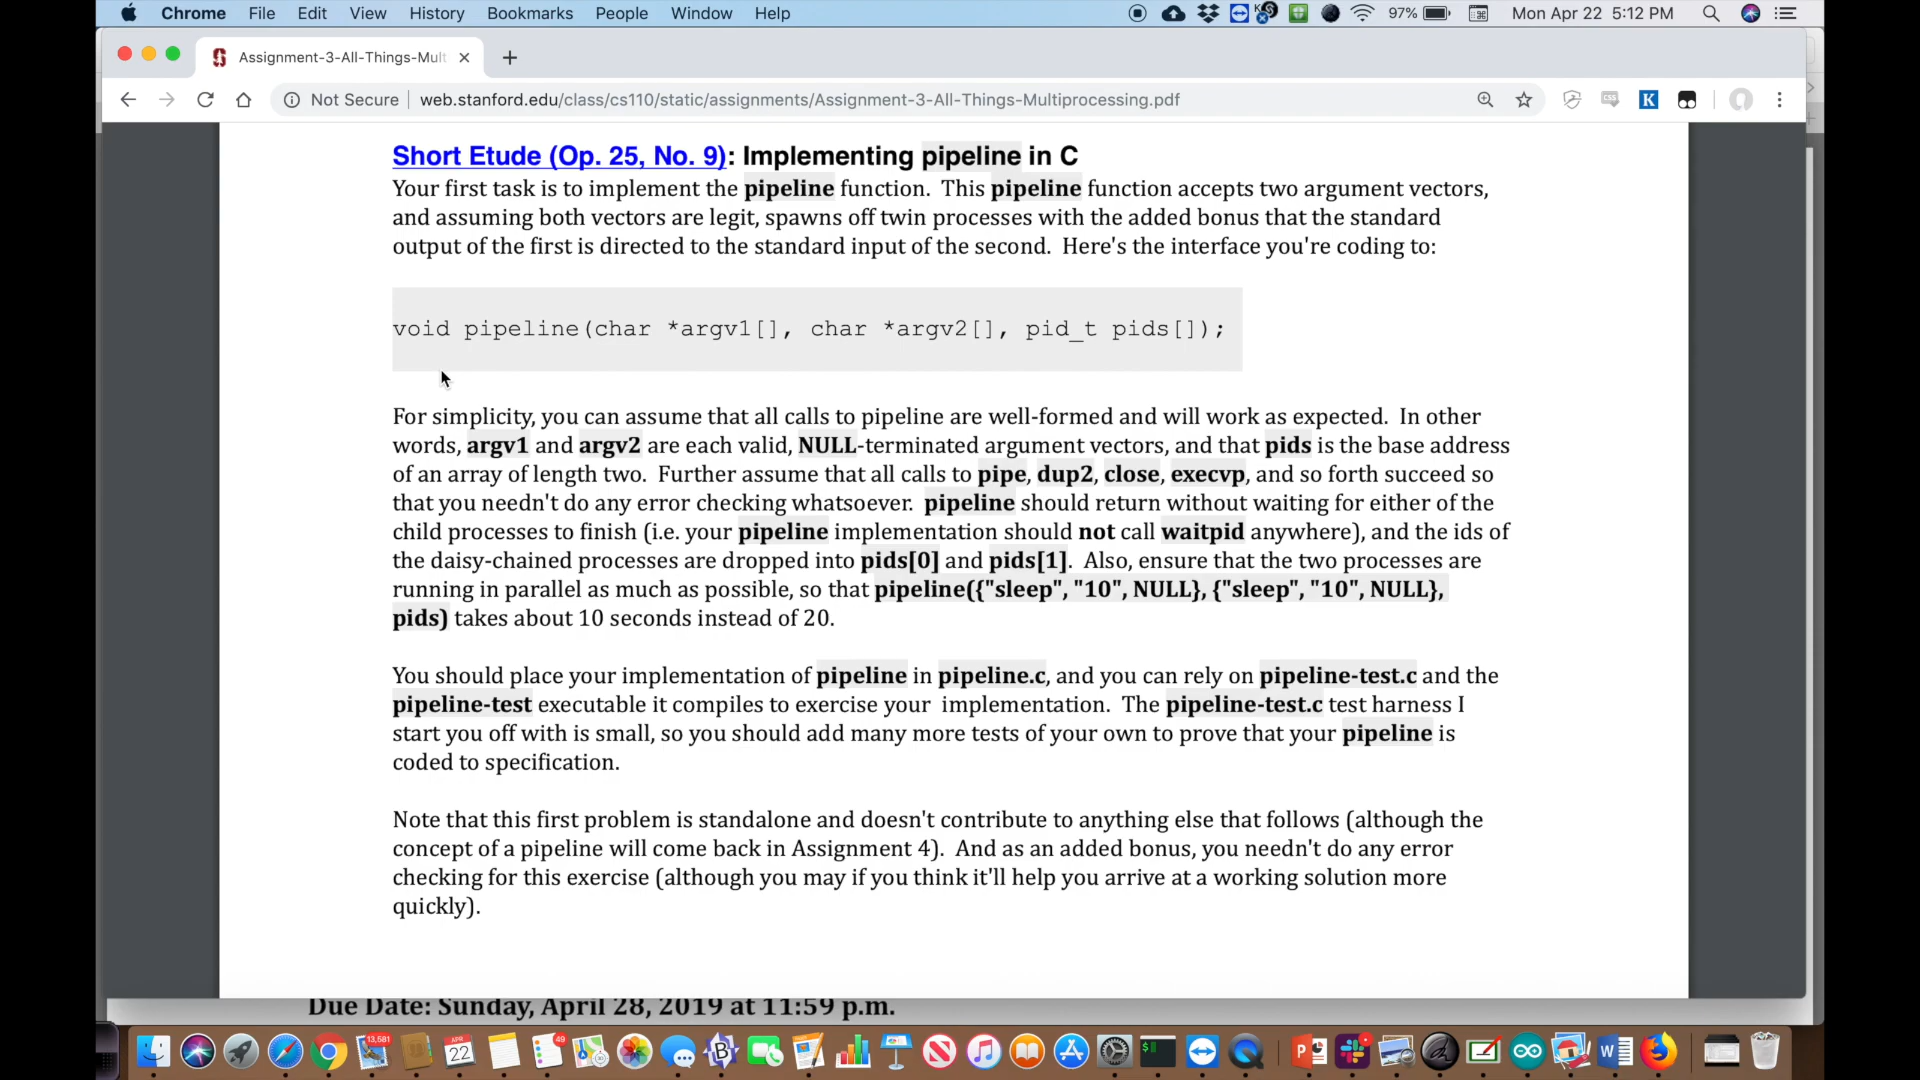 Chrome File Edit View History Bookmarks People Window Help 97% Mon Apr 22 5:12 PM
Assignment-3-All-Things-Mult
Not Secure web.stanford.edu/class/cs110/static/assignments/Assignment-3-All-Things-Multiprocessing.pdf
Short Etude (Op. 25, No. 9): Implementing pipeline in C
Your first task is to implement the pipeline function. This pipeline function accepts two argument vectors,
and assuming both vectors are legit, spawns off twin processes with the added bonus that the standard
output of the first is directed to the standard input of the second. Here's the interface you're coding to:
void pipeline(char *argv1[], char *argv2[], pid_t pids[]);
For simplicity, you can assume that all calls to pipeline are well-formed and will work as expected. In other
words, argv1 and argv2 are each valid, NULL-terminated argument vectors, and that pids is the base address
of an array of length two. Further assume that all calls to pipe, dup2, close, execvp, and so forth succeed so
that you needn't do any error checking whatsoever. pipeline should return without waiting for either of the
child processes to finish (i.e. your pipeline implementation should not call waitpid anywhere), and the ids of
the daisy-chained processes are dropped into pids[0] and pids[1]. Also, ensure that the two processes are
running in parallel as much as possible, so that pipeline({"sleep", "10", NULL}, {"sleep", "10", NULL},
pids) takes about 10 seconds instead of 20.
You should place your implementation of pipeline in pipeline.c, and you can rely on pipeline-test.c and the
pipeline-test executable it compiles to exercise your implementation. The pipeline-test.c test harness I
start you off with is small, so you should add many more tests of your own to prove that your pipeline is
coded to specification.
Note that this first problem is standalone and doesn't contribute to anything else that follows (although the
concept of a pipeline will come back in Assignment 4). And as an added bonus, you needn't do any error
checking for this exercise (although you may if you think it'll help you arrive at a working solution more
quickly).
Due Date: Sunday, April 28, 2019 at 11:59 p.m.
13,581 APR 22 49